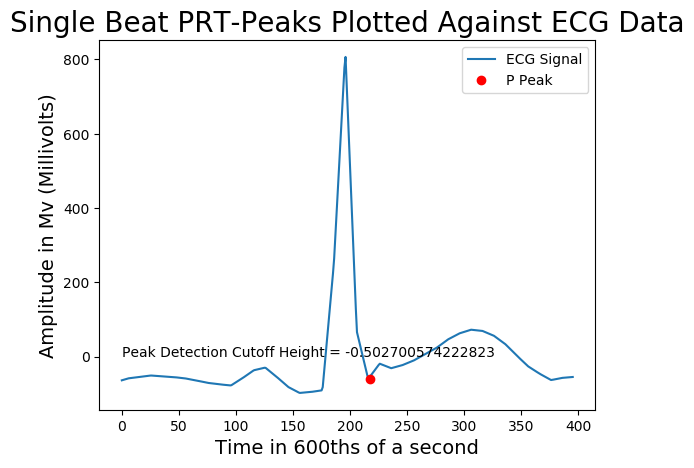 Single Beat PRT-Peaks Plotted Against ECG Data
ECG Signal
P Peak
Amplitude in Mv (Millivolts)
800
600
400
200
0
Peak Detection Cutoff Height = -0.502700574222823
0 50 100 150 200 250 300 350 400
Time in 600ths of a second